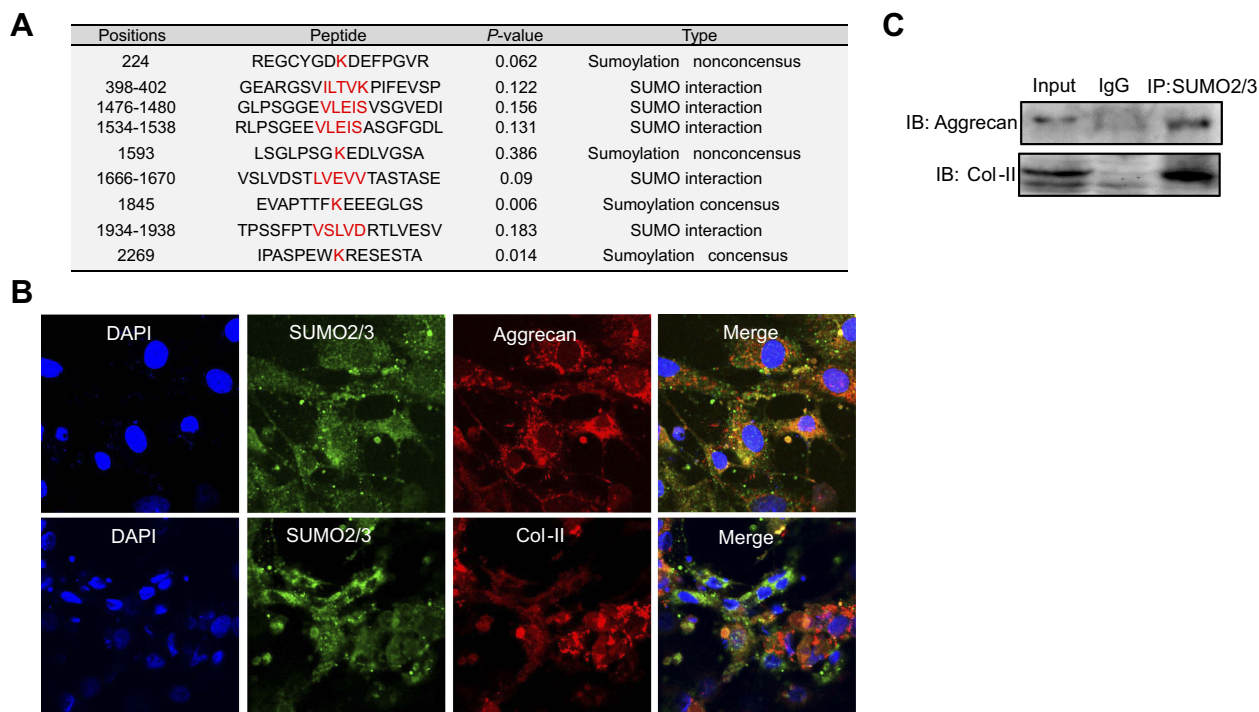 A
Positions Peptide P-value Type
224 REGCYGDKDEFPGVR 0.062 Sumoylation nonconcensus
398-402 GEARGSVILTVKPIFEVSP 0.122 SUMO interaction
1476-1480 GLPSGGEVLEISVSGVEDI 0.156 SUMO interaction
1534-1538 RLPSGEEVLEISASGFGDL 0.131 SUMO interaction
1593 LSGLPSGKEDLVGSA 0.386 Sumoylation nonconcensus
1666-1670 VSLVDSTLVEVVTASTASE 0.09 SUMO interaction
1845 EVAPTTFKEEEGLGS 0.006 Sumoylation concensus
1934-1938 TPSSFPTVSLVDRTLVESV 0.183 SUMO interaction
2269 IPASPEWKRESESTA 0.014 Sumoylation concensus
B
DAPI SUMO2/3 Aggrecan Merge
DAPI SUMO2/3 Col-II Merge
C
Input IgG IP:SUMO2/3
IB: Aggrecan
IB: Col-II